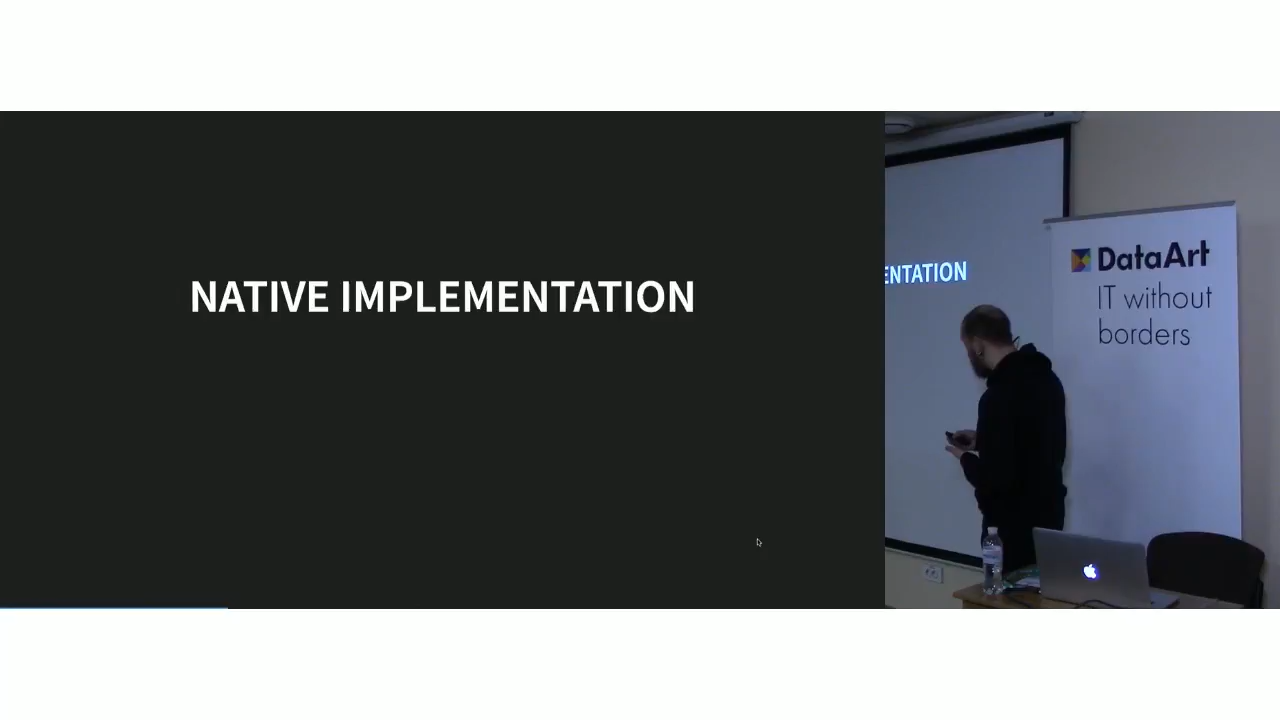 NATIVE IMPLEMENTATION
ENTATION
DataArt
IT without
borders